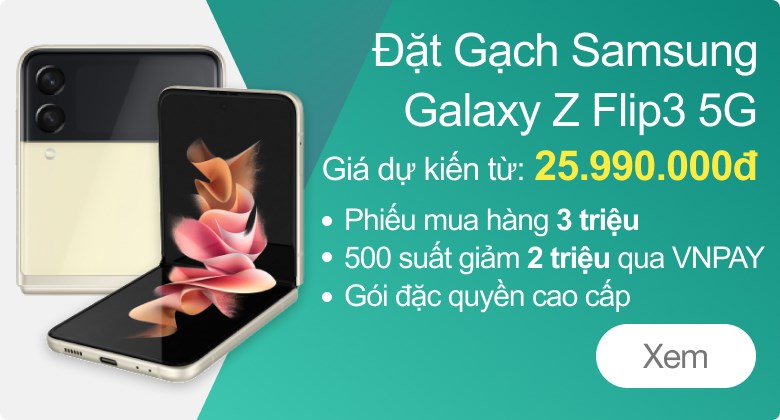 Đặt Gạch Samsung
Galaxy Z Flip3 5G
Giá dự kiến từ: 25.990.000đ
• Phiếu mua hàng 3 triệu
• 500 suất giảm 2 triệu qua VNPAY
• Gói đặc quyền cao cấp
Xem